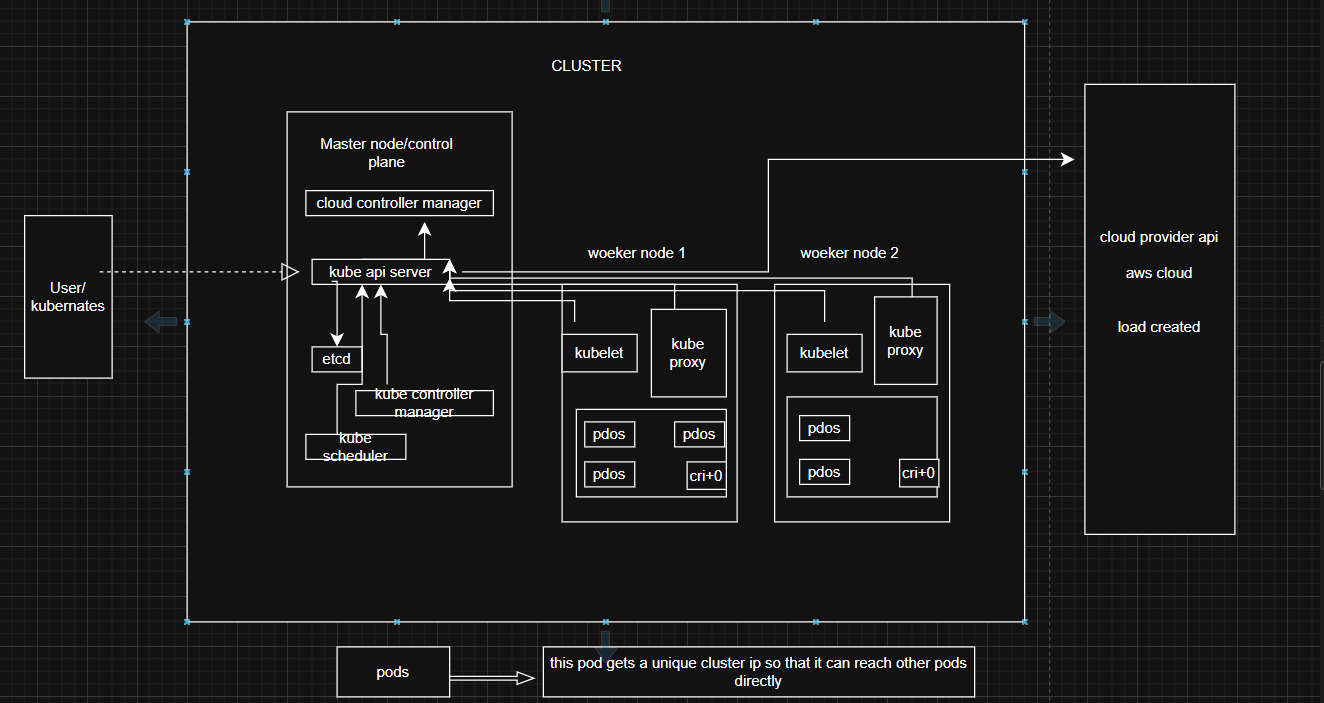 CLUSTER
Master node/control
plane
cloud controller manager
kube api server
etcd
kube controller
manager
kube
scheduler
User/
kubernates
woeker node 1
kubelet
kube
proxy
pdos
pdos
pdos
cri+0
woeker node 2
kubelet
kube
proxy
pdos
pdos
cri+0
cloud provider api
aws cloud
load created
pods
this pod gets a unique cluster ip so that it can reach other pods
directly